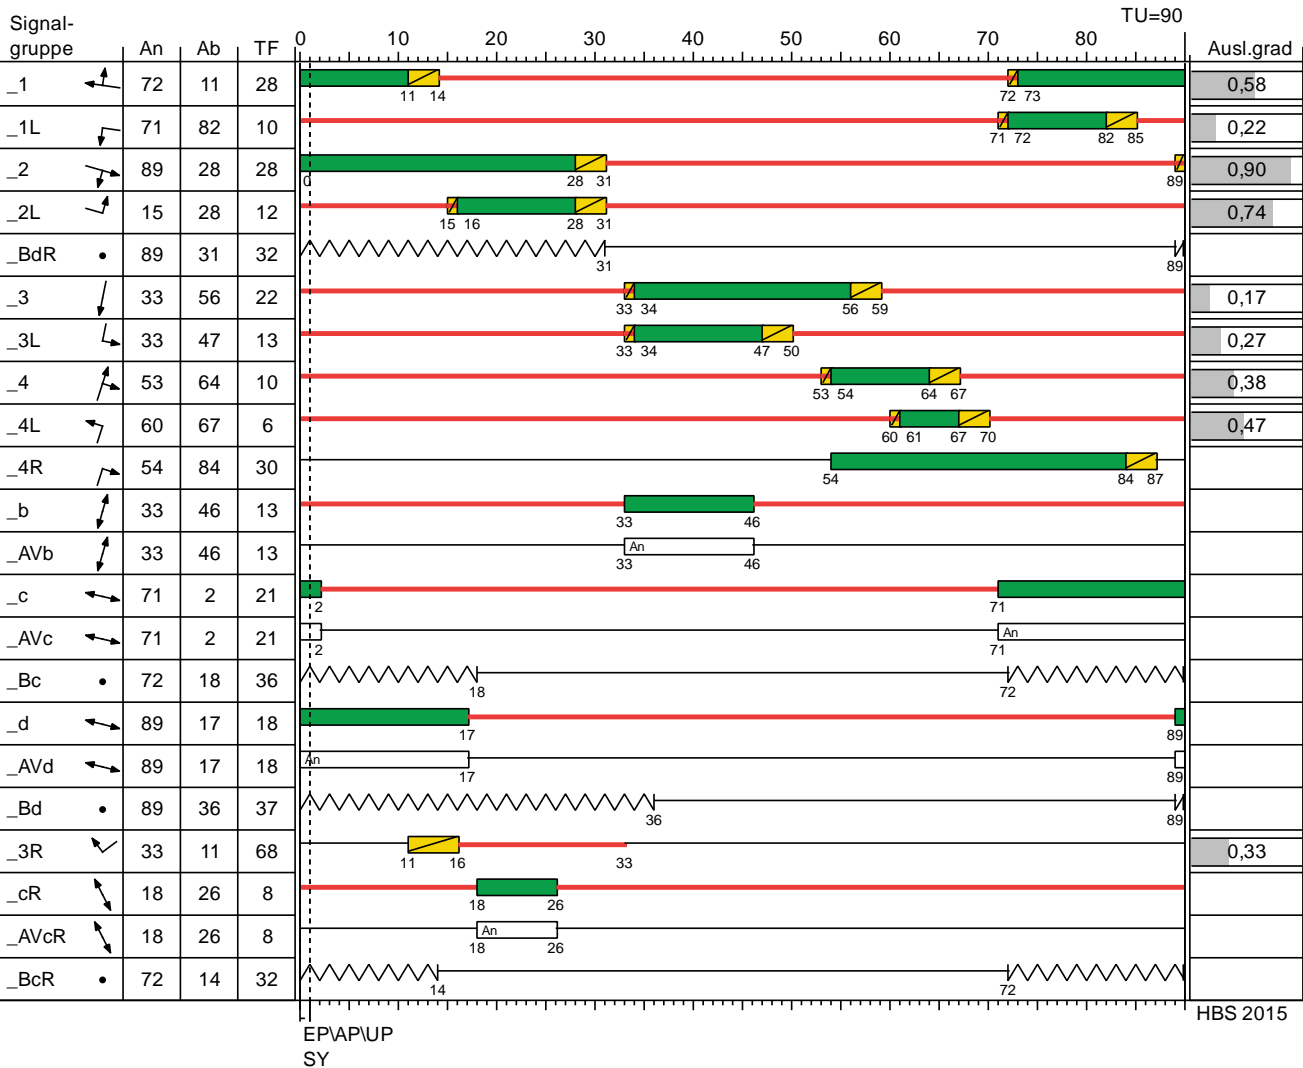 TU=90
Signal-
gruppe An Ab TF 0 10 20 30 40 50 60 70 80 Ausl.grad
_1 72 11 28 0,58
11 14 72 73
_1L 71 82 10 0,22
71 72 82 85
_2 89 28 28 0,90
0 28 31 89
_2L 15 28 12 0,74
15 16 28 31
_BdR 89 31 32
31 89
_3 33 56 22 0,17
33 34 56 59
_3L 33 47 13 0,27
33 34 47 50
_4 53 64 10 0,38
53 54 64 67
_4L 60 67 6 0,47
60 61 67 70
_4R 54 84 30
54 84 87
_b 33 46 13
33 46
_AVb 33 46 13 An
33 46
_c 71 2 21
2 71
_AVc 71 2 21 An
2 71
_Bc 72 18 36
18 72
_d 89 17 18
17 89
_AVd 89 17 18 An
17 89
_Bd 89 36 37
36 89
_3R 33 11 68 0,33
11 16 33
_cR 18 26 8
18 26
_AVcR 18 26 8 An
18 26
_BcR 72 14 32
14 72
HBS 2015
EP\AP\UP
SY